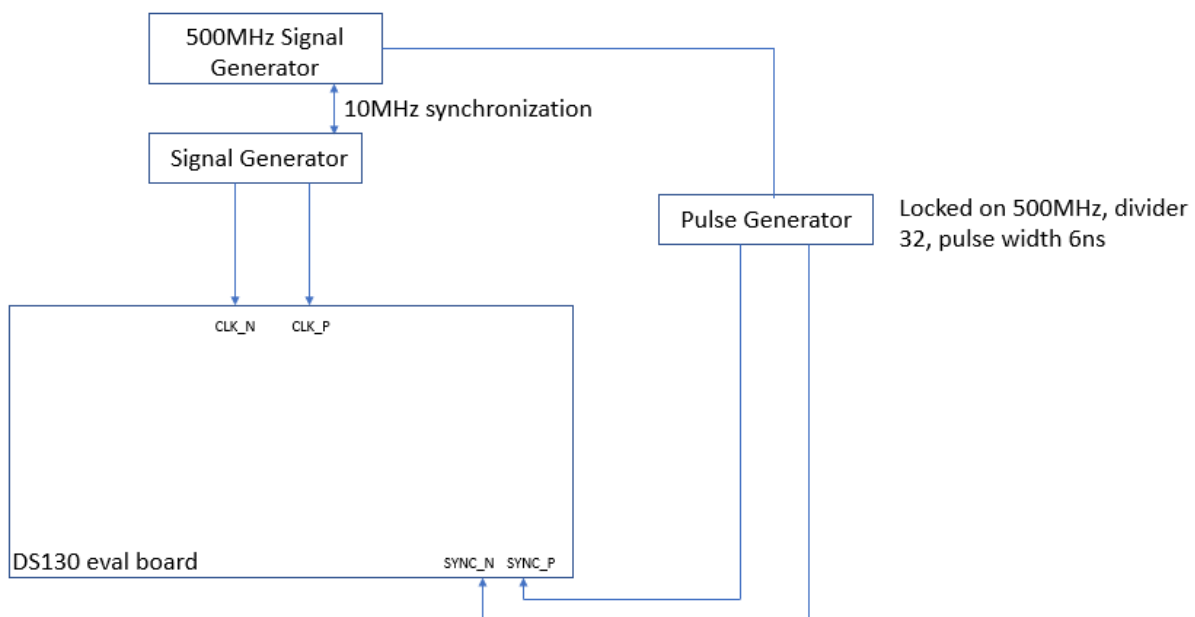 500MHz Signal
Generator
10MHz synchronization
Signal Generator
Pulse Generator
Locked on 500MHz, divider
32, pulse width 6ns
CLK_N CLK_P
DS130 eval board
SYNC_N SYNC_P